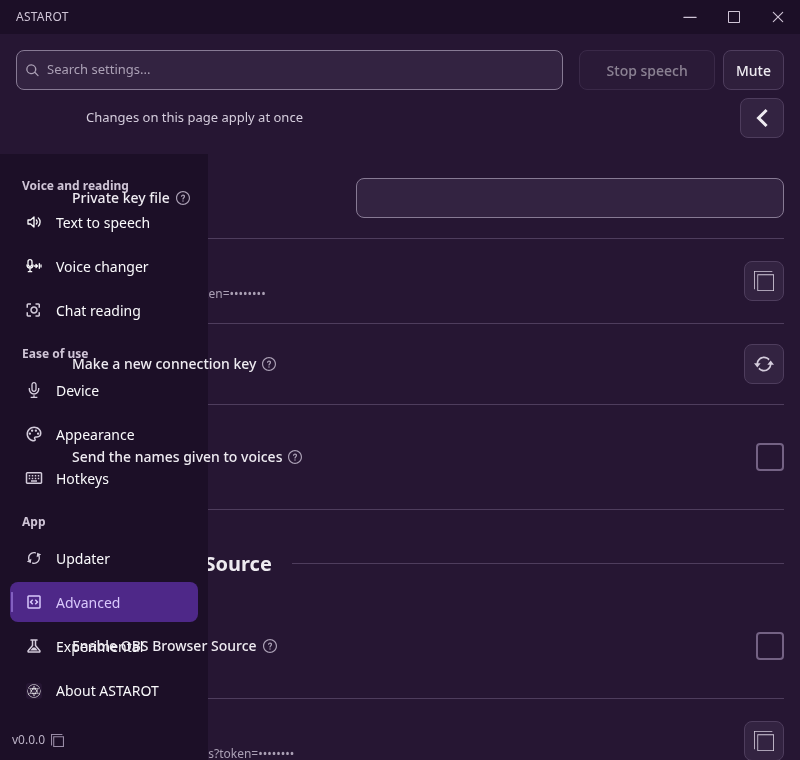 ASTAROT
Search settings...
Stop speech
Mute
Changes on this page apply at once
Voice and reading
Private key file
Text to speech
Voice changer
en=••••••••
Chat reading
Ease of use
Make a new connection key
Device
Appearance
Send the names given to voices
Hotkeys
App
Updater
Source
Advanced
Experimental
Enable OBS Browser Source
About ASTAROT
v0.0.0
s?token=••••••••